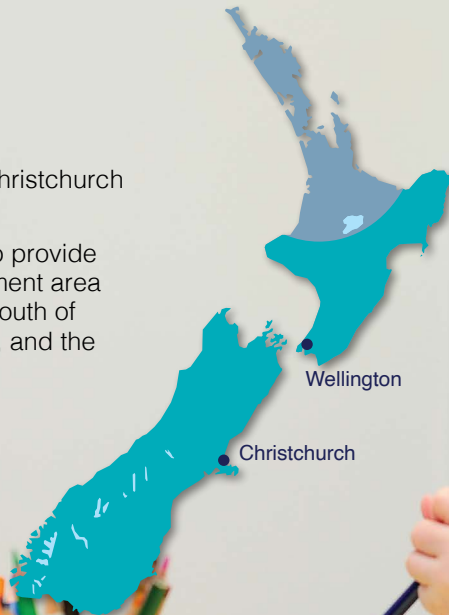 hristchurch
provide
ment area
outh of
and the
Wellington
Christchurch